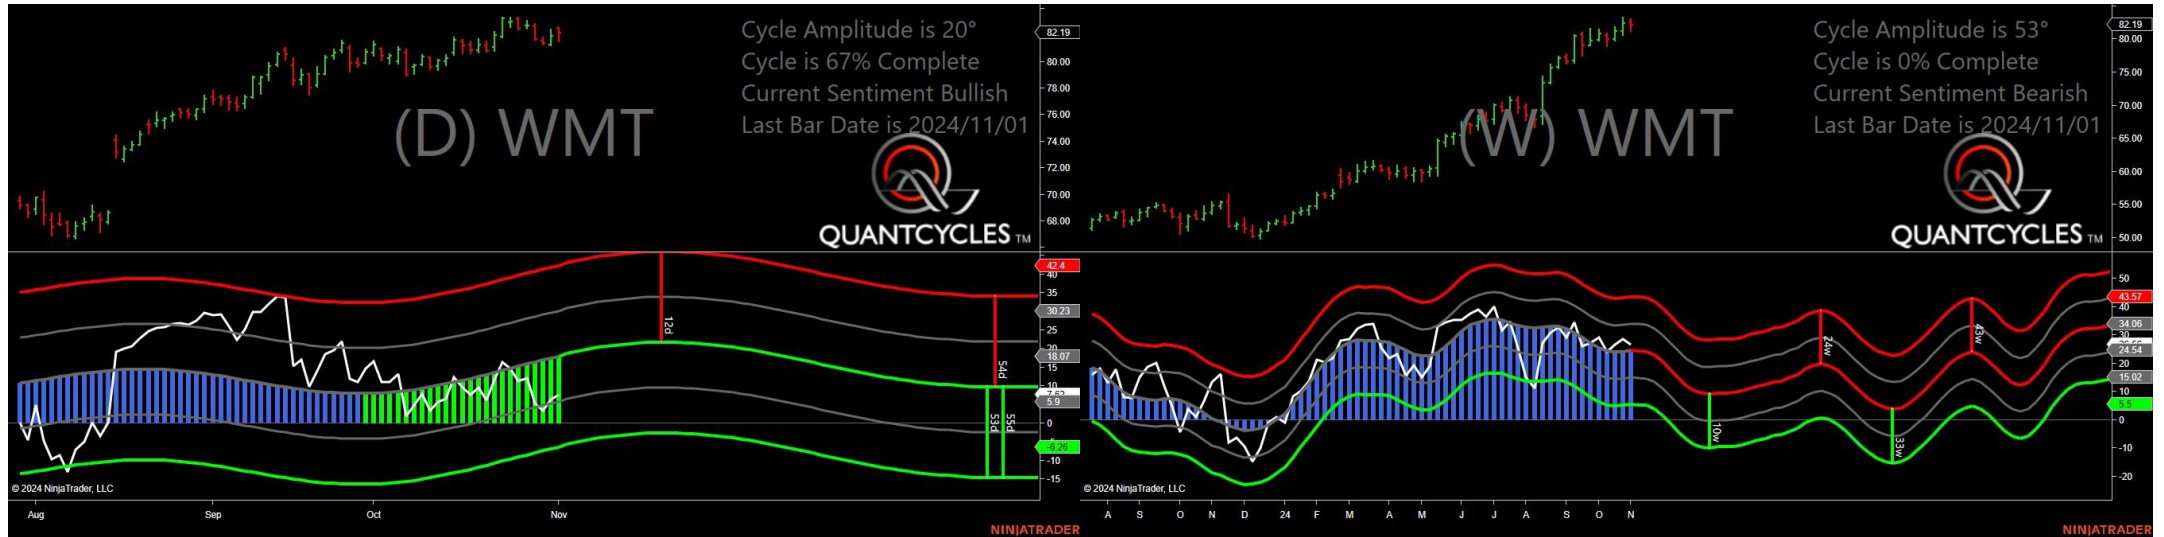 Cycle Amplitude is 20°
Cycle is 67% Complete
Current Sentiment Bullish
Last Bar Date is 2024/11/01
(D) WMT
QUANTCYCLES TM
82.19
80.00
78.00
76.00
74.00
72.00
70.00
68.00
42.4
40
35
30.23
25
20
18.07
15
10
5.9
0
-6.26
-10
-15
12d
54d
53d
55d
© 2024 NinjaTrader, LLC
Aug
Sep
Oct
Nov
NINJATRADER
Cycle Amplitude is 53°
Cycle is 0% Complete
Current Sentiment Bearish
Last Bar Date is 2024/11/01
(W) WMT
QUANTCYCLES TM
82.19
80.00
75.00
70.00
65.00
60.00
55.00
50.00
50
43.57
40
34.06
24.54
20
15.02
10
5.5
0
-10
-20
10w
24w
33w
43w
© 2024 NinjaTrader, LLC
A S O N D 24 F M A M J J A S O N
NINJATRADER